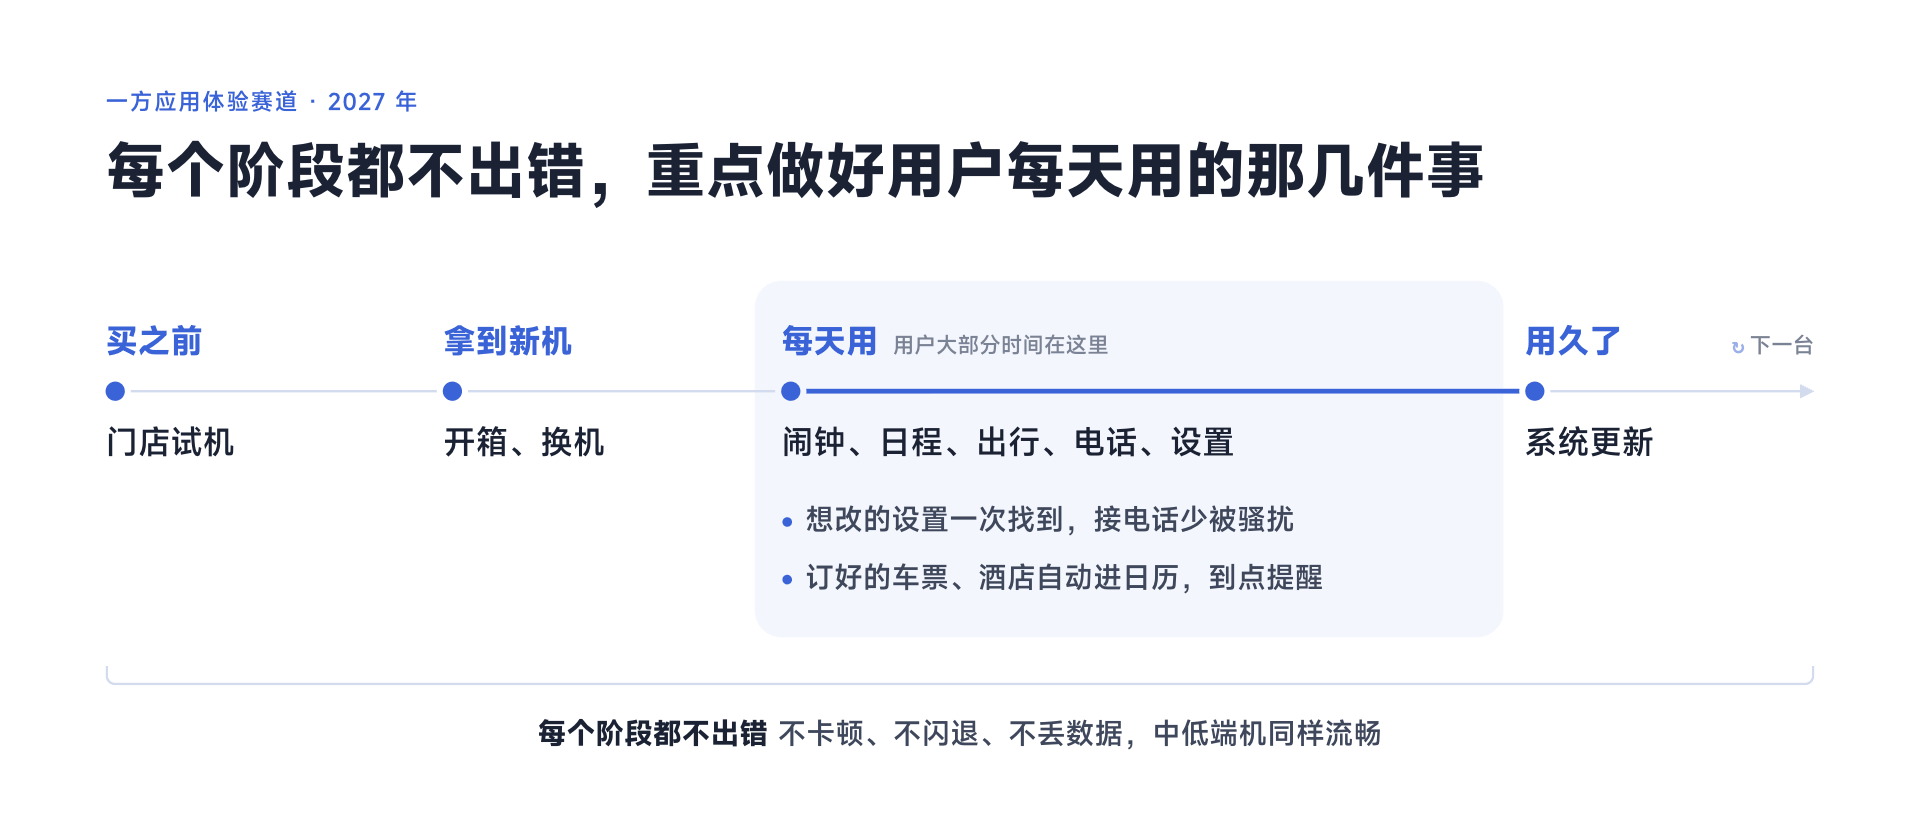 一方应用体验赛道 · 2027 年
每个阶段都不出错，重点做好用户每天用的那几件事
买之前
门店试机
拿到新机
开箱、换机
每天用 用户大部分时间在这里
闹钟、日程、出行、电话、设置
想改的设置一次找到，接电话少被骚扰
订好的车票、酒店自动进日历，到点提醒
用久了
系统更新
↻ 下一台
每个阶段都不出错 不卡顿、不闪退、不丢数据，中低端机同样流畅